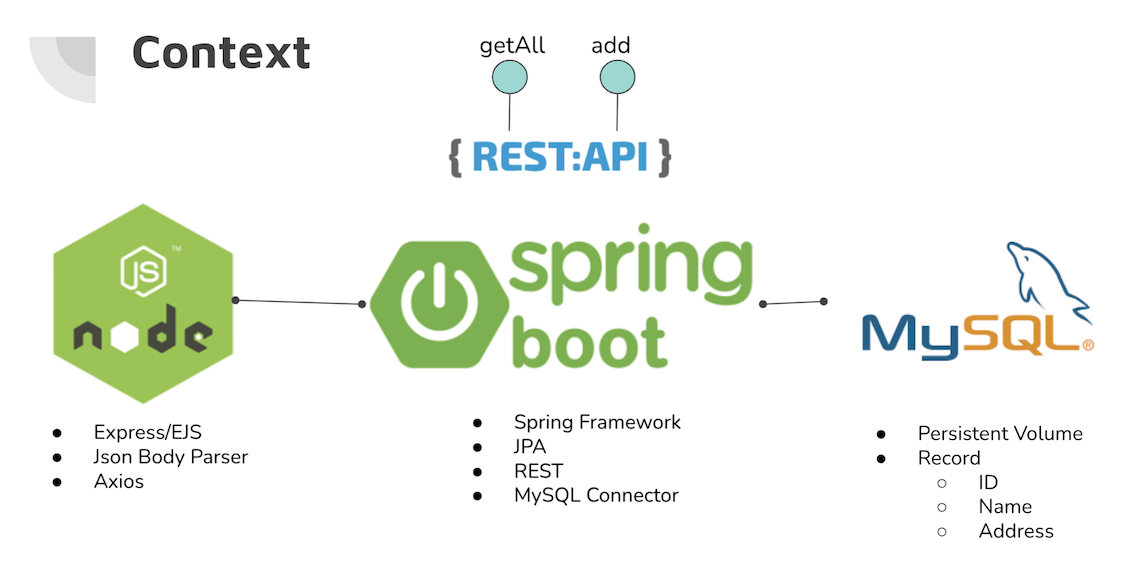 Context
getAll
add
{ REST:API }
JS
TM
node
spring
boot
MySQL®
Express/EJS
Json Body Parser
Axios
Spring Framework
JPA
REST
MySQL Connector
Persistent Volume
Record
ID
Name
Address